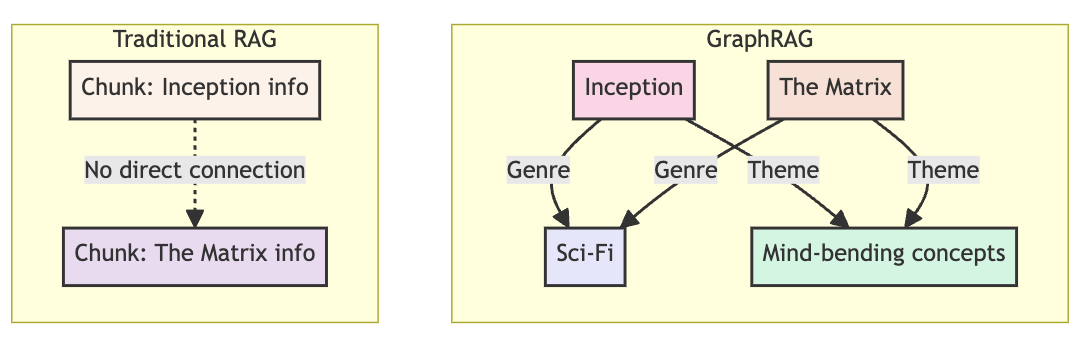 Traditional RAG
Chunk: Inception info
No direct connection
Chunk: The Matrix info
GraphRAG
Inception
The Matrix
Genre
Genre
Theme
Theme
Sci-Fi
Mind-bending concepts